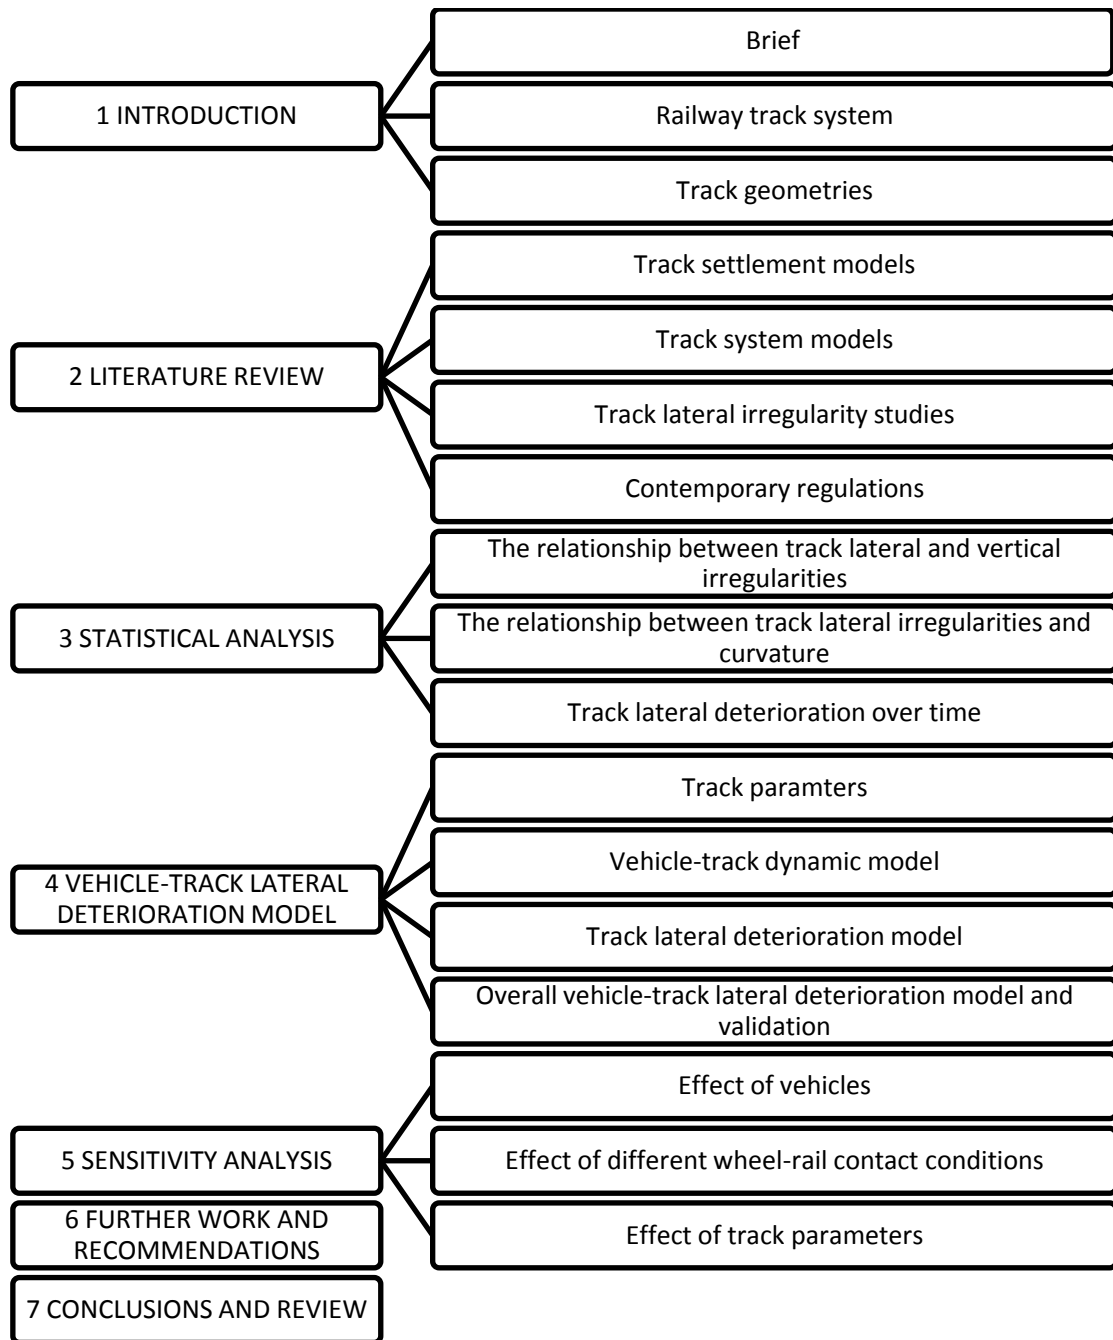 1 INTRODUCTION
Brief
Railway track system
Track geometries
2 LITERATURE REVIEW
Track settlement models
Track system models
Track lateral irregularity studies
Contemporary regulations
3 STATISTICAL ANALYSIS
The relationship between track lateral and vertical
irregularities
The relationship between track lateral irregularities and
curvature
Track lateral deterioration over time
4 VEHICLE-TRACK LATERAL
DETERIORATION MODEL
Track paramters
Vehicle-track dynamic model
Track lateral deterioration model
Overall vehicle-track lateral deterioration model and
validation
5 SENSITIVITY ANALYSIS
Effect of vehicles
Effect of different wheel-rail contact conditions
Effect of track parameters
6 FURTHER WORK AND
RECOMMENDATIONS
7 CONCLUSIONS AND REVIEW